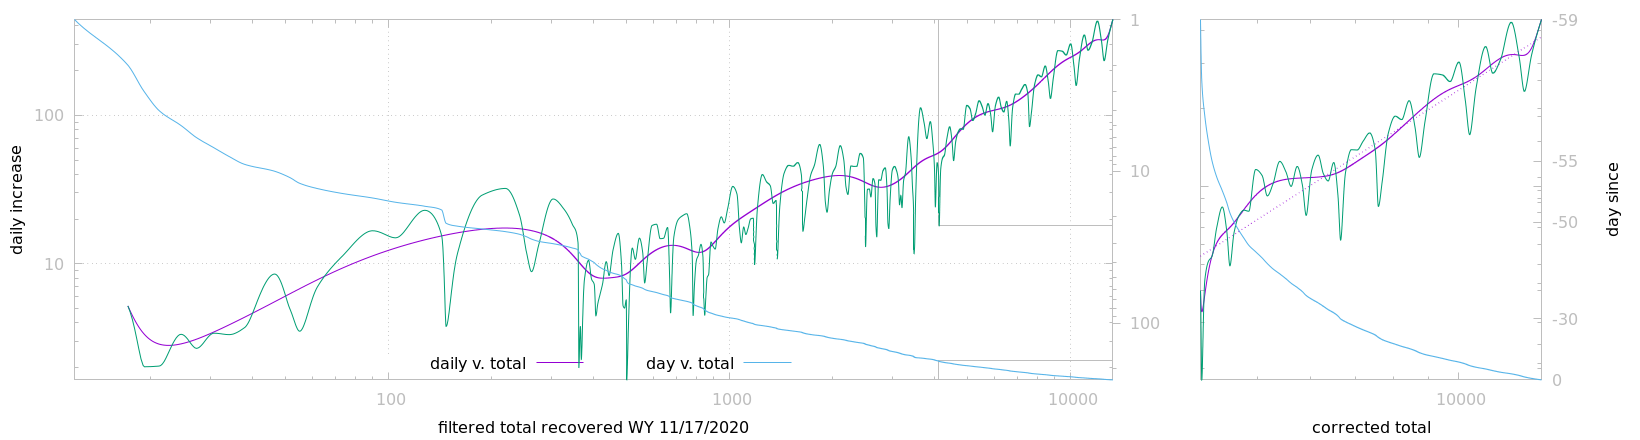 1
-59
100
daily increase
10
-55
10
day since
-50
-30
100
daily v. total
day v. total
0
100
1000
10000
10000
filtered total recovered WY 11/17/2020
corrected total